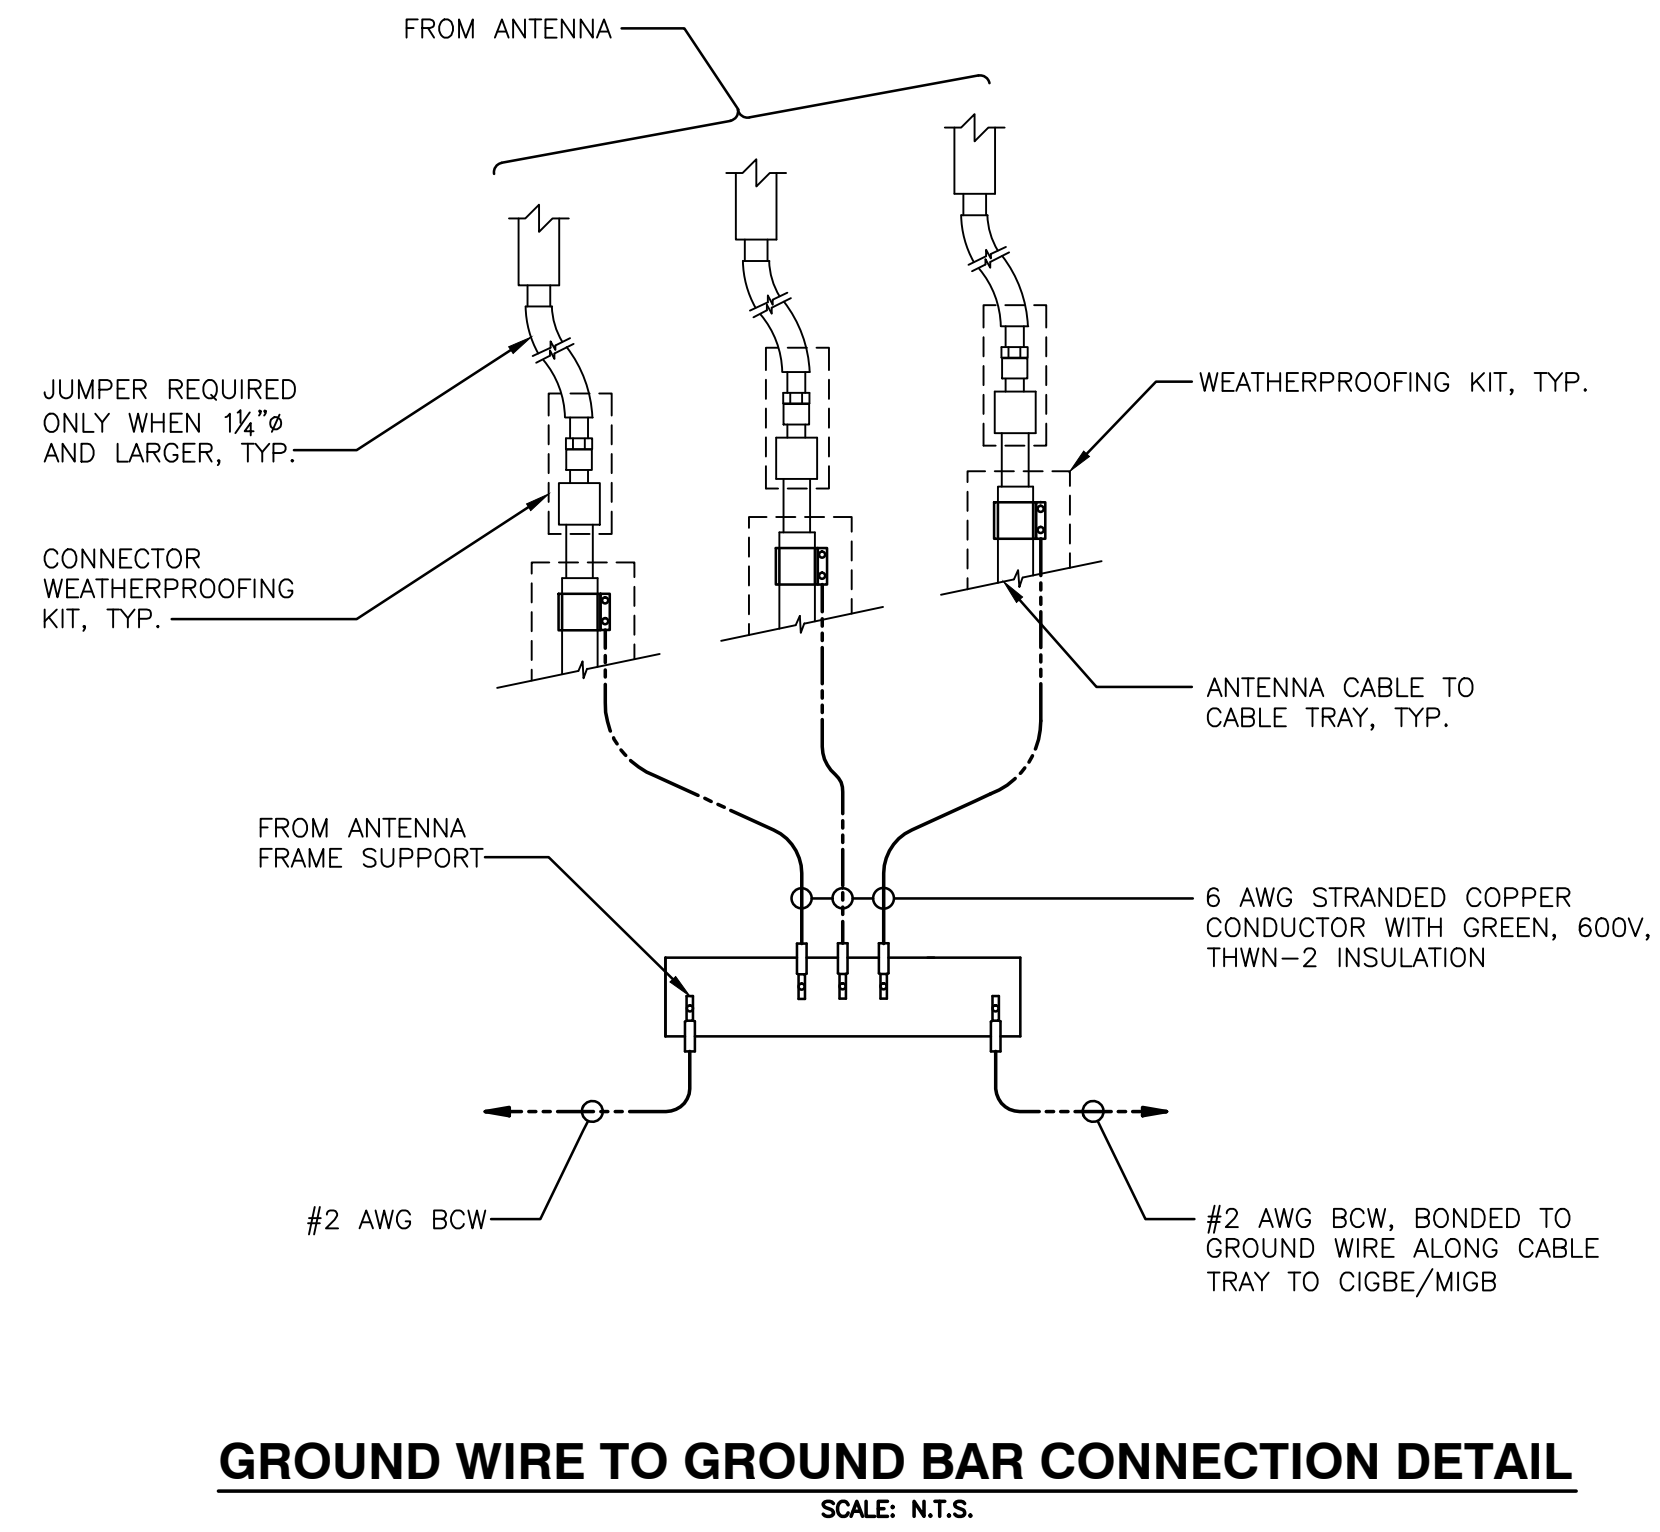 FROM ANTENNA
JUMPER REQUIRED
ONLY WHEN 1¼"ø
AND LARGER, TYP.
WEATHERPROOFING KIT, TYP.
CONNECTOR
WEATHERPROOFING
KIT, TYP.
ANTENNA CABLE TO
CABLE TRAY, TYP.
FROM ANTENNA
FRAME SUPPORT
6 AWG STRANDED COPPER
CONDUCTOR WITH GREEN, 600V,
THWN-2 INSULATION
#2 AWG BCW
#2 AWG BCW, BONDED TO
GROUND WIRE ALONG CABLE
TRAY TO CIGBE/MIGB
GROUND WIRE TO GROUND BAR CONNECTION DETAIL
SCALE: N.T.S.